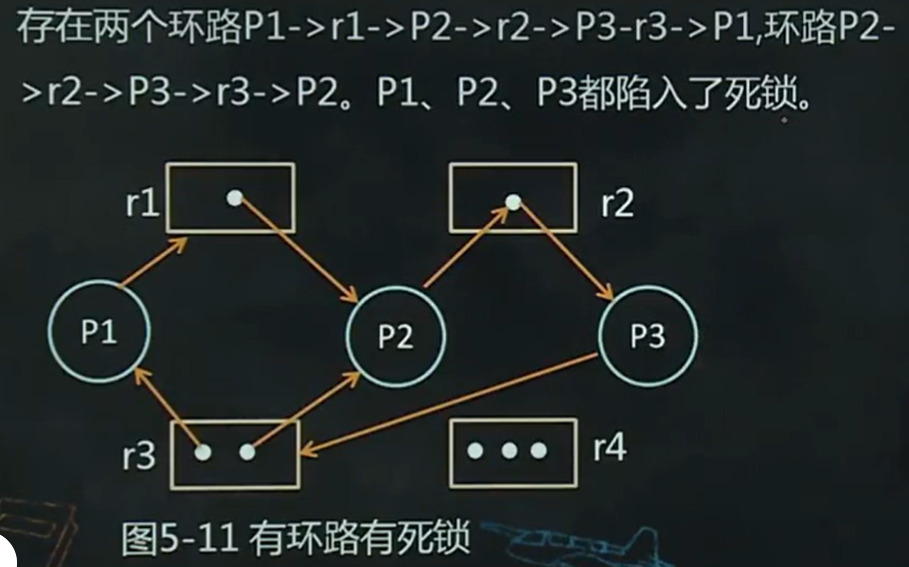 存在两个环路P1->r1->P2->r2->P3-r3->P1,环路P2-
>r2->P3->r3->P2。P1、P2、P3都陷入了死锁。
r1
r2
P1
P2
P3
r3
r4
图5-11 有环路有死锁